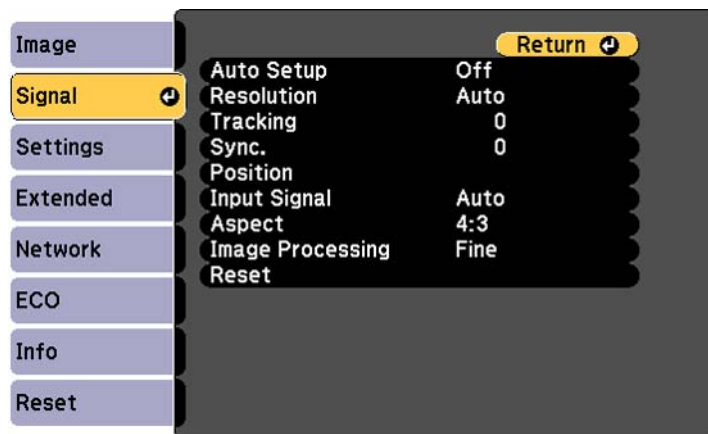 Image
Signal
Settings
Extended
Network
ECO
Info
Reset
Return
Auto Setup Off
Resolution Auto
Tracking 0
Sync. 0
Position
Input Signal Auto
Aspect 4:3
Image Processing Fine
Reset